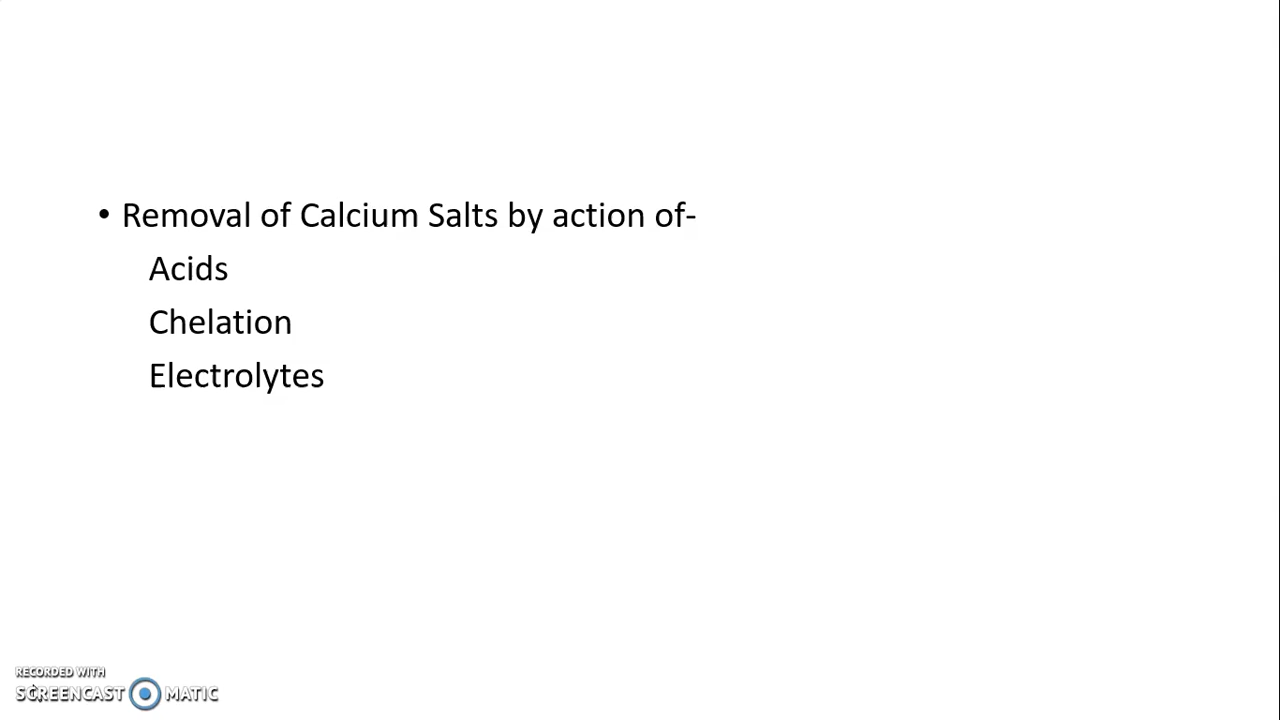 • Removal of Calcium Salts by action of-
Acids
Chelation
Electrolytes
RECORDED WITH
SCREENCAST MATIC